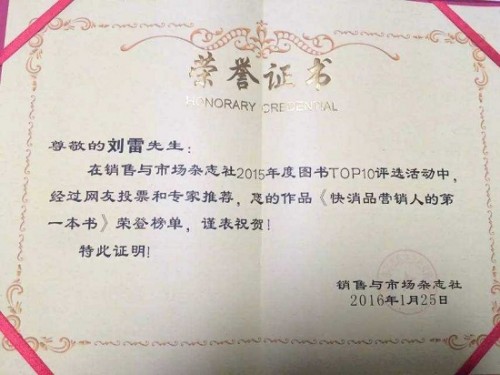 荣誉证书
HONORARY CREDENTIAL
尊敬的刘雷先生：
在销售与市场杂志社2015年度图书TOP10评选活动中，
经过网友投票和专家推荐，您的作品《快消品营销人的第
一本书》荣登榜单，谨表祝贺！
特此证明！
销售与市场杂志社
2016年1月25日